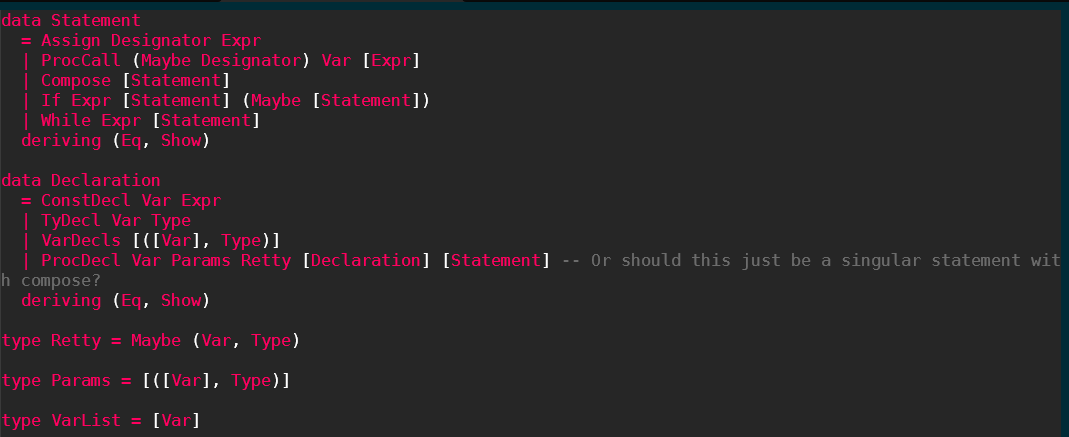 data Statement
  = Assign Designator Expr
  | ProcCall (Maybe Designator) Var [Expr]
  | Compose [Statement]
  | If Expr [Statement] (Maybe [Statement])
  | While Expr [Statement]
  deriving (Eq, Show)

data Declaration
  = ConstDecl Var Expr
  | TyDecl Var Type
  | VarDecls [([Var], Type)]
  | ProcDecl Var Params Retty [Declaration] [Statement] -- Or should this just be a singular statement wit
h compose?
  deriving (Eq, Show)

type Retty = Maybe (Var, Type)

type Params = [([Var], Type)]

type VarList = [Var]